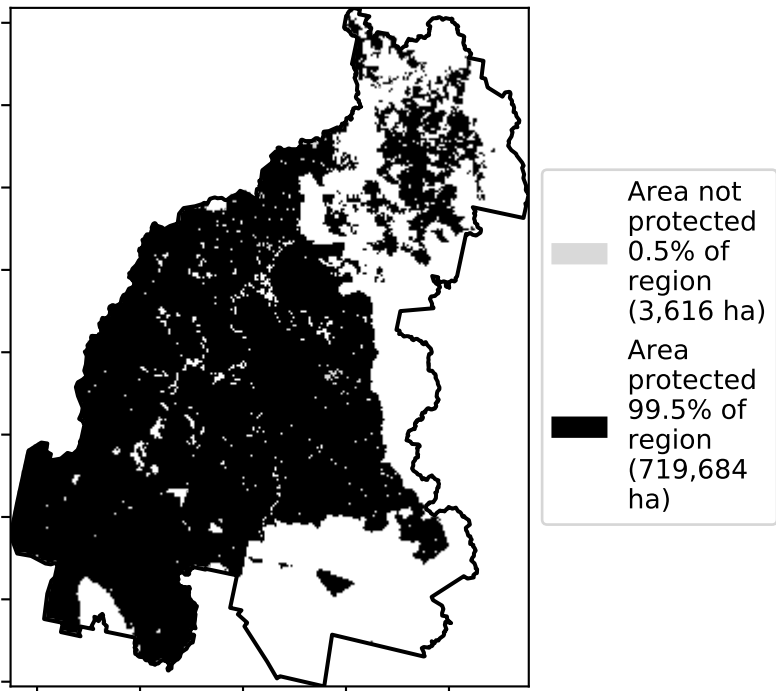 Area not
protected
0.5% of
region
(3,616 ha)
Area
protected
99.5% of
region
(719,684
ha)